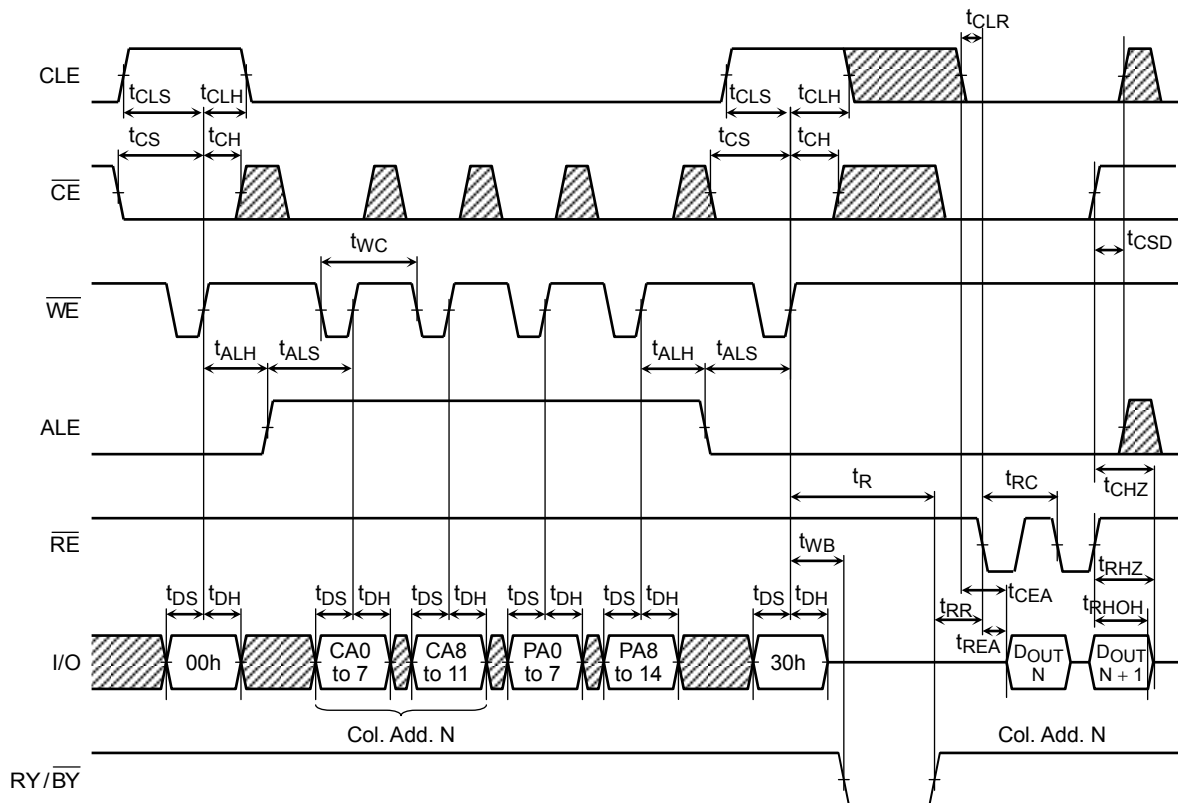 tCLR
CLE
tCLS tCLH tCLS tCLH
tCS tCH tCS tCH
CE
tWC tCSD
WE
tALH tALS tALH tALS
ALE
tR tRC tCHZ
RE
tWB tRHZ
tDS tDH tDS tDH tDS tDH tDS tDH tDS tDH tDS tDH tCEA
tRR tRHOH
tREA
I/O 00h CA0 to 7 CA8 to 11 PA0 to 7 PA8 to 14 30h DOUT N DOUT N + 1
Col. Add. N Col. Add. N
RY/BY